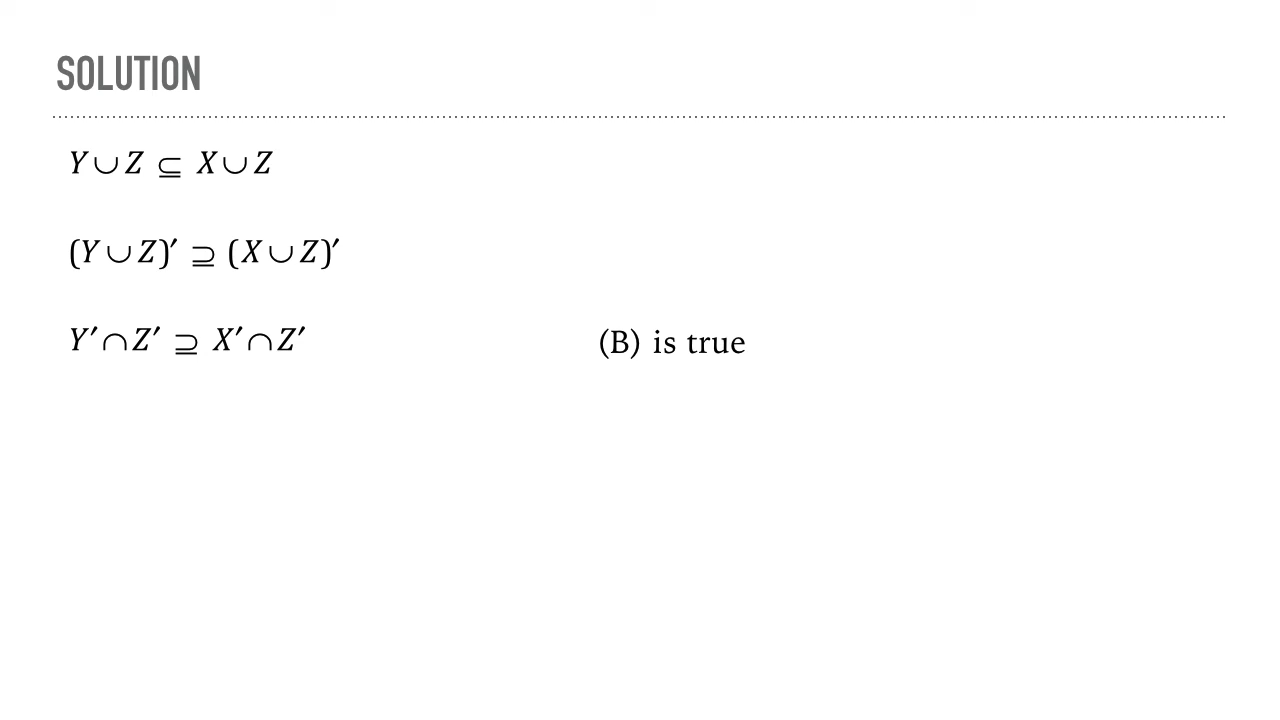 SOLUTION
Y ∪ Z ⊆ X ∪ Z
(Y ∪ Z)′ ⊇ (X ∪ Z)′
Y′ ∩ Z′ ⊇ X′ ∩ Z′ (B) is true